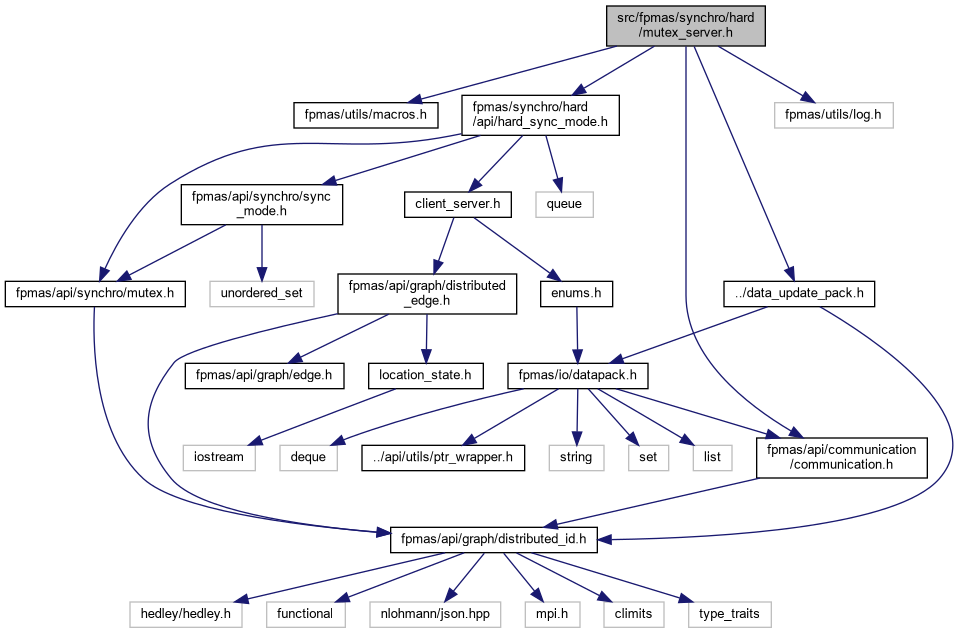 src/fpmas/synchro/hard
/mutex_server.h
fpmas/utils/macros.h
fpmas/synchro/hard
/api/hard_sync_mode.h
fpmas/utils/log.h
fpmas/api/synchro/sync
_mode.h
client_server.h
queue
fpmas/api/synchro/mutex.h
unordered_set
fpmas/api/graph/distributed
_edge.h
enums.h
../data_update_pack.h
fpmas/api/graph/edge.h
location_state.h
fpmas/io/datapack.h
iostream
deque
../api/utils/ptr_wrapper.h
string
set
list
fpmas/api/communication
/communication.h
fpmas/api/graph/distributed_id.h
hedley/hedley.h
functional
nlohmann/json.hpp
mpi.h
climits
type_traits